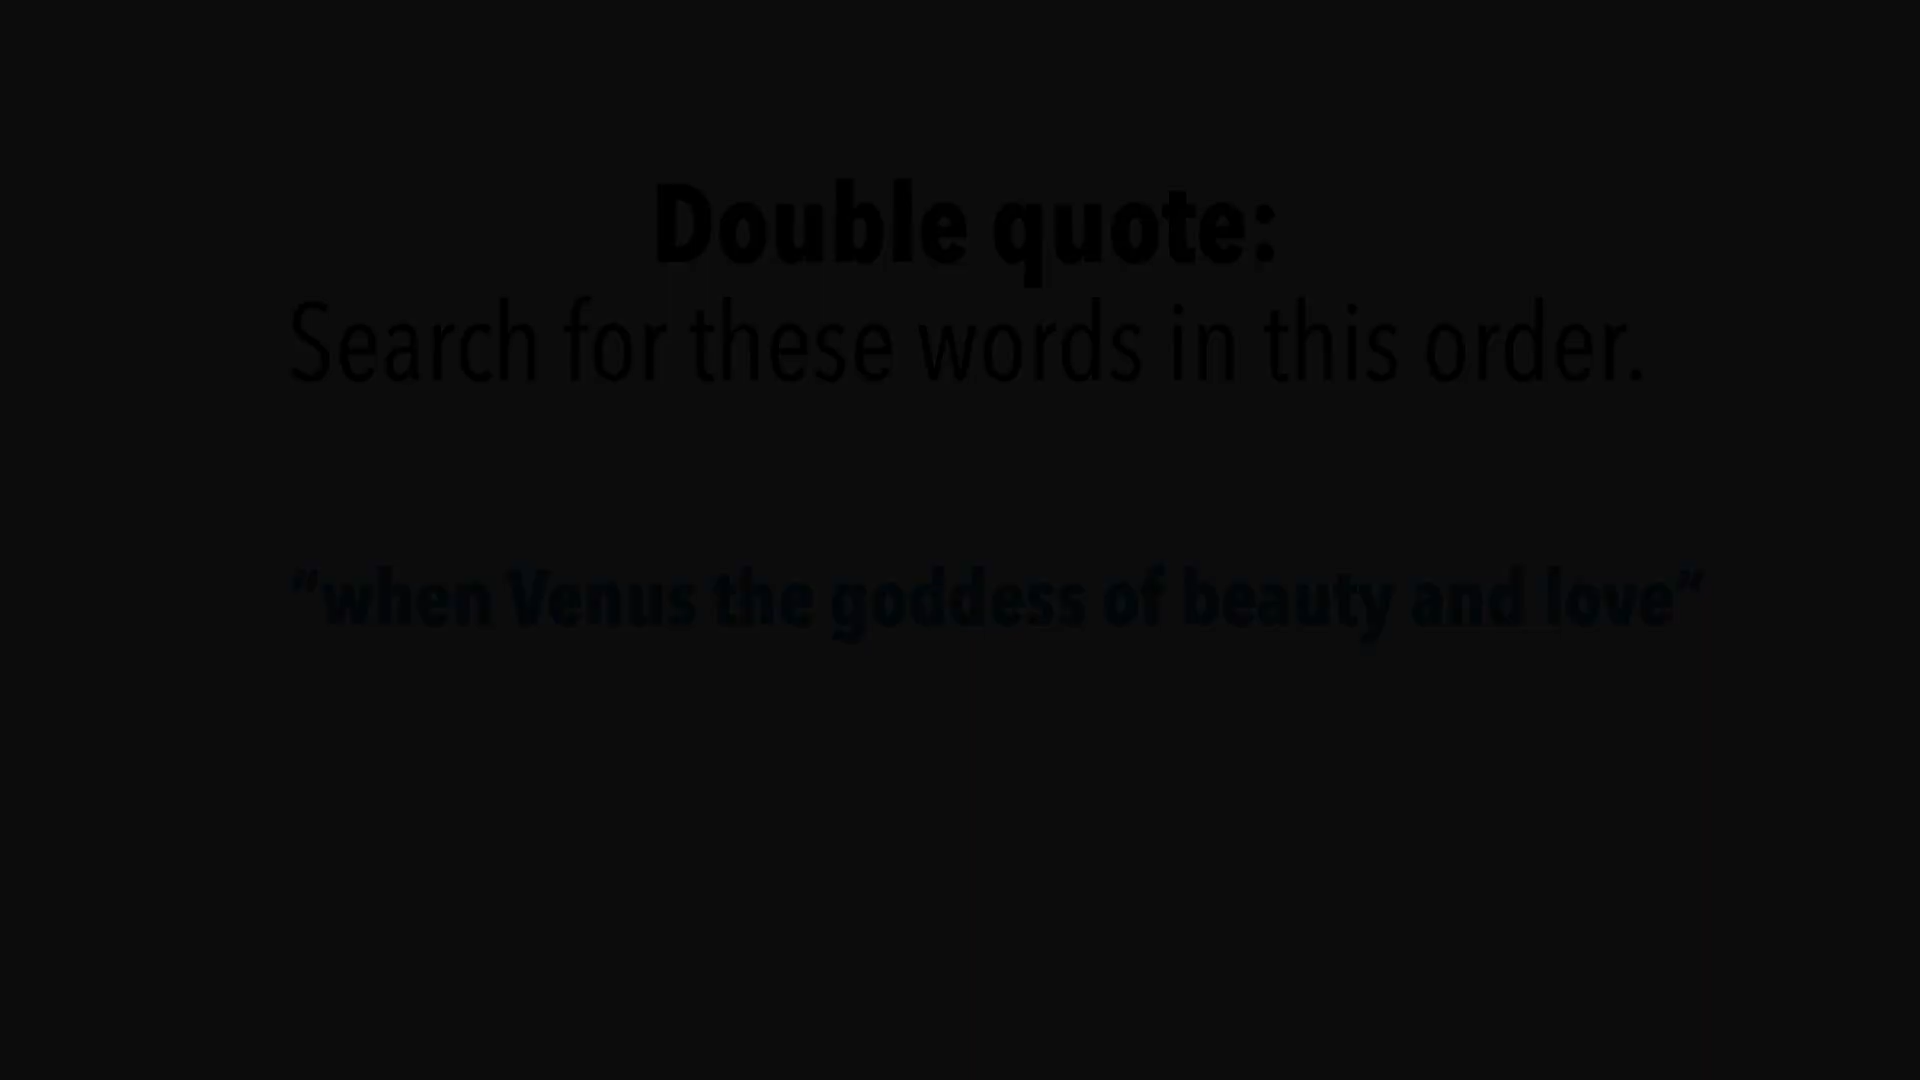 Double quote:
Search for these words in this order.
“when Venus the goddess of beauty and love”